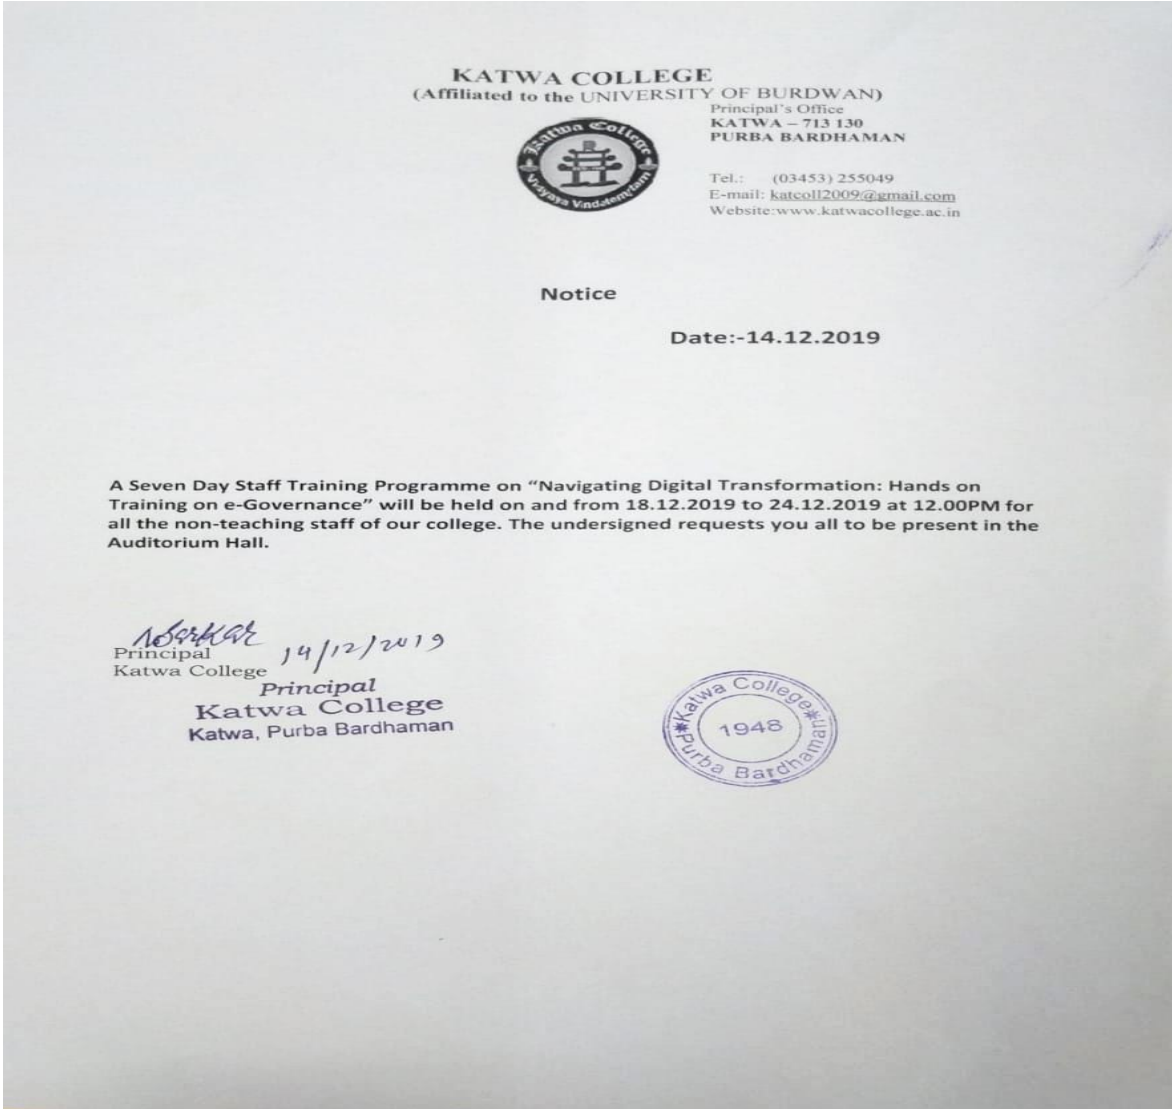 KATWA COLLEGE
(Affiliated to the UNIVERSITY OF BURDWAN)
Principal's Office
KATWA – 713 130
PURBA BARDHAMAN
Katwa College
Tel.: (03453) 255049
E-mail: katcoll2009@gmail.com
Website:www.katwacollege.ac.in
Notice
Date:-14.12.2019
A Seven Day Staff Training Programme on “Navigating Digital Transformation: Hands on
Training on e-Governance” will be held on and from 18.12.2019 to 24.12.2019 at 12.00PM for
all the non-teaching staff of our college. The undersigned requests you all to be present in the
Auditorium Hall.
Principal
Katwa College
14/12/2019
Principal
Katwa College
Katwa, Purba Bardhaman
Katwa College
1948
Purba Bardhaman